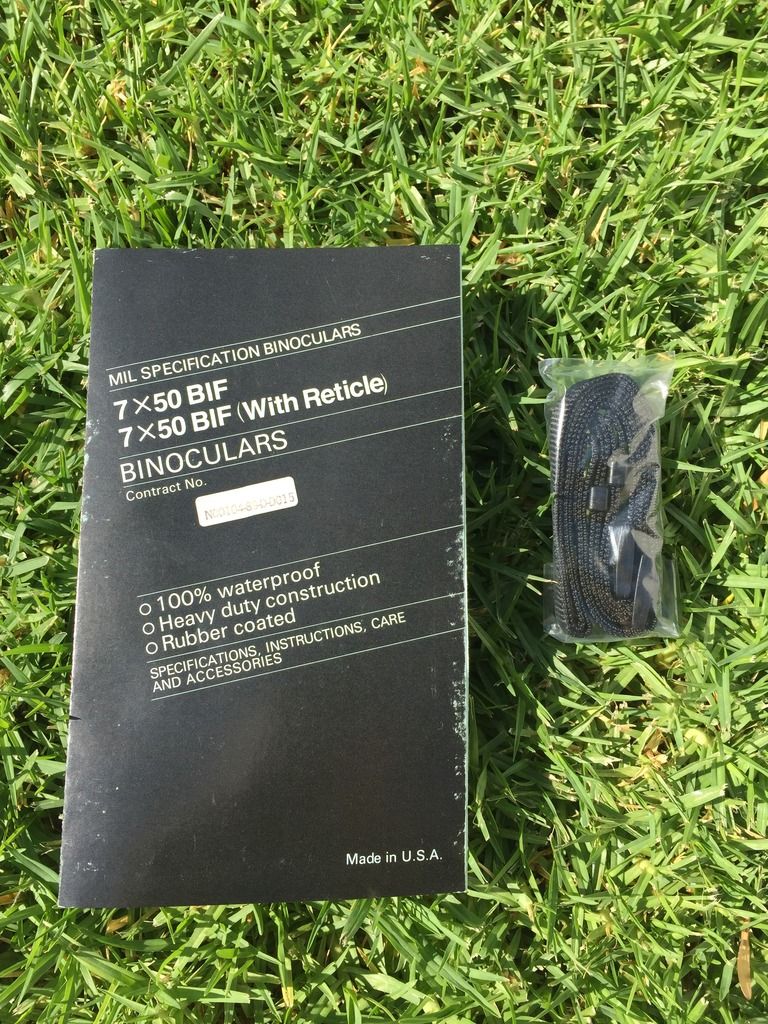 MIL SPECIFICATION BINOCULARS
7×50 BIF
7×50 BIF (With Reticle)
BINOCULARS
Contract No.
○ 100% waterproof
○ Heavy duty construction
○ Rubber coated
SPECIFICATIONS, INSTRUCTIONS, CARE
AND ACCESSORIES
Made in U.S.A.